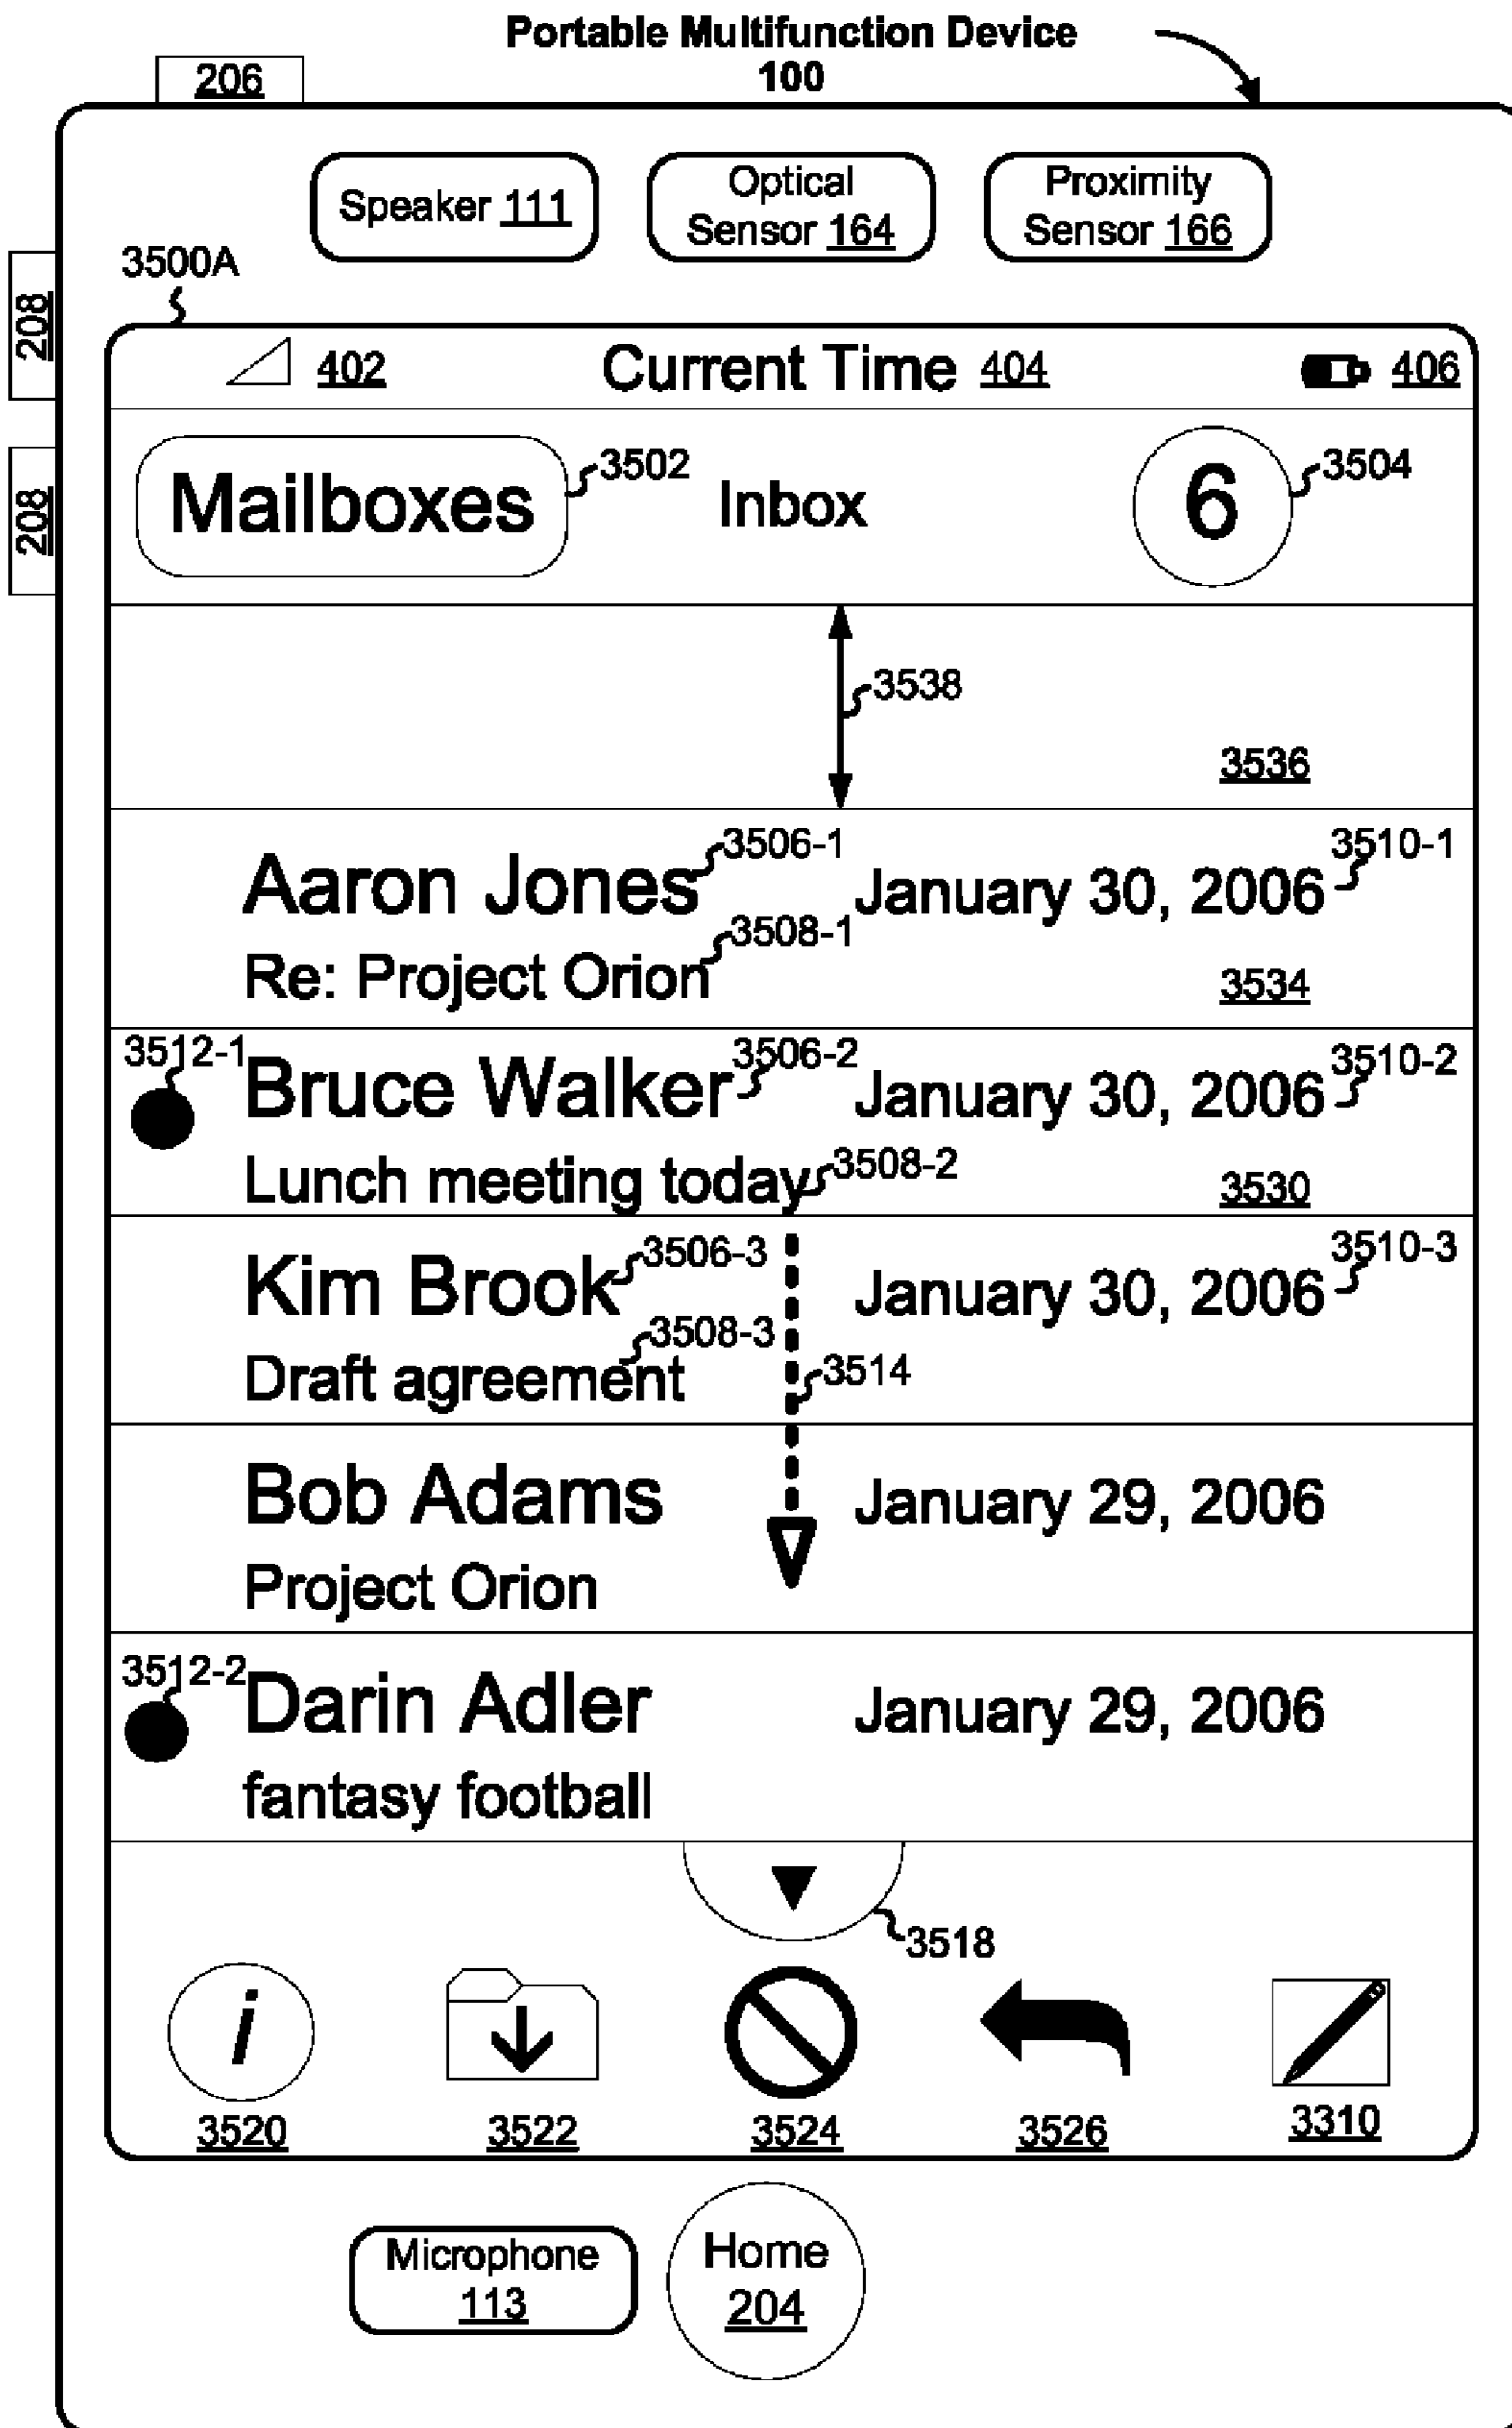 Portable Multifunction Device
100
206
Speaker 111
Optical
Sensor 164
Proximity
Sensor 166
208
208
3500A
402
Current Time 404
406
Mailboxes
3502
Inbox
6
3504
3538
3536
Aaron Jones
3506-1
January 30, 2006
3510-1
Re: Project Orion
3508-1
3534
3512-1
Bruce Walker
3506-2
January 30, 2006
3510-2
Lunch meeting today
3508-2
3530
Kim Brook
3506-3
January 30, 2006
3510-3
Draft agreement
3508-3
3514
Bob Adams
January 29, 2006
Project Orion
3512-2
Darin Adler
January 29, 2006
fantasy football
3518
i
3520
3522
3524
3526
3310
Microphone
113
Home
204